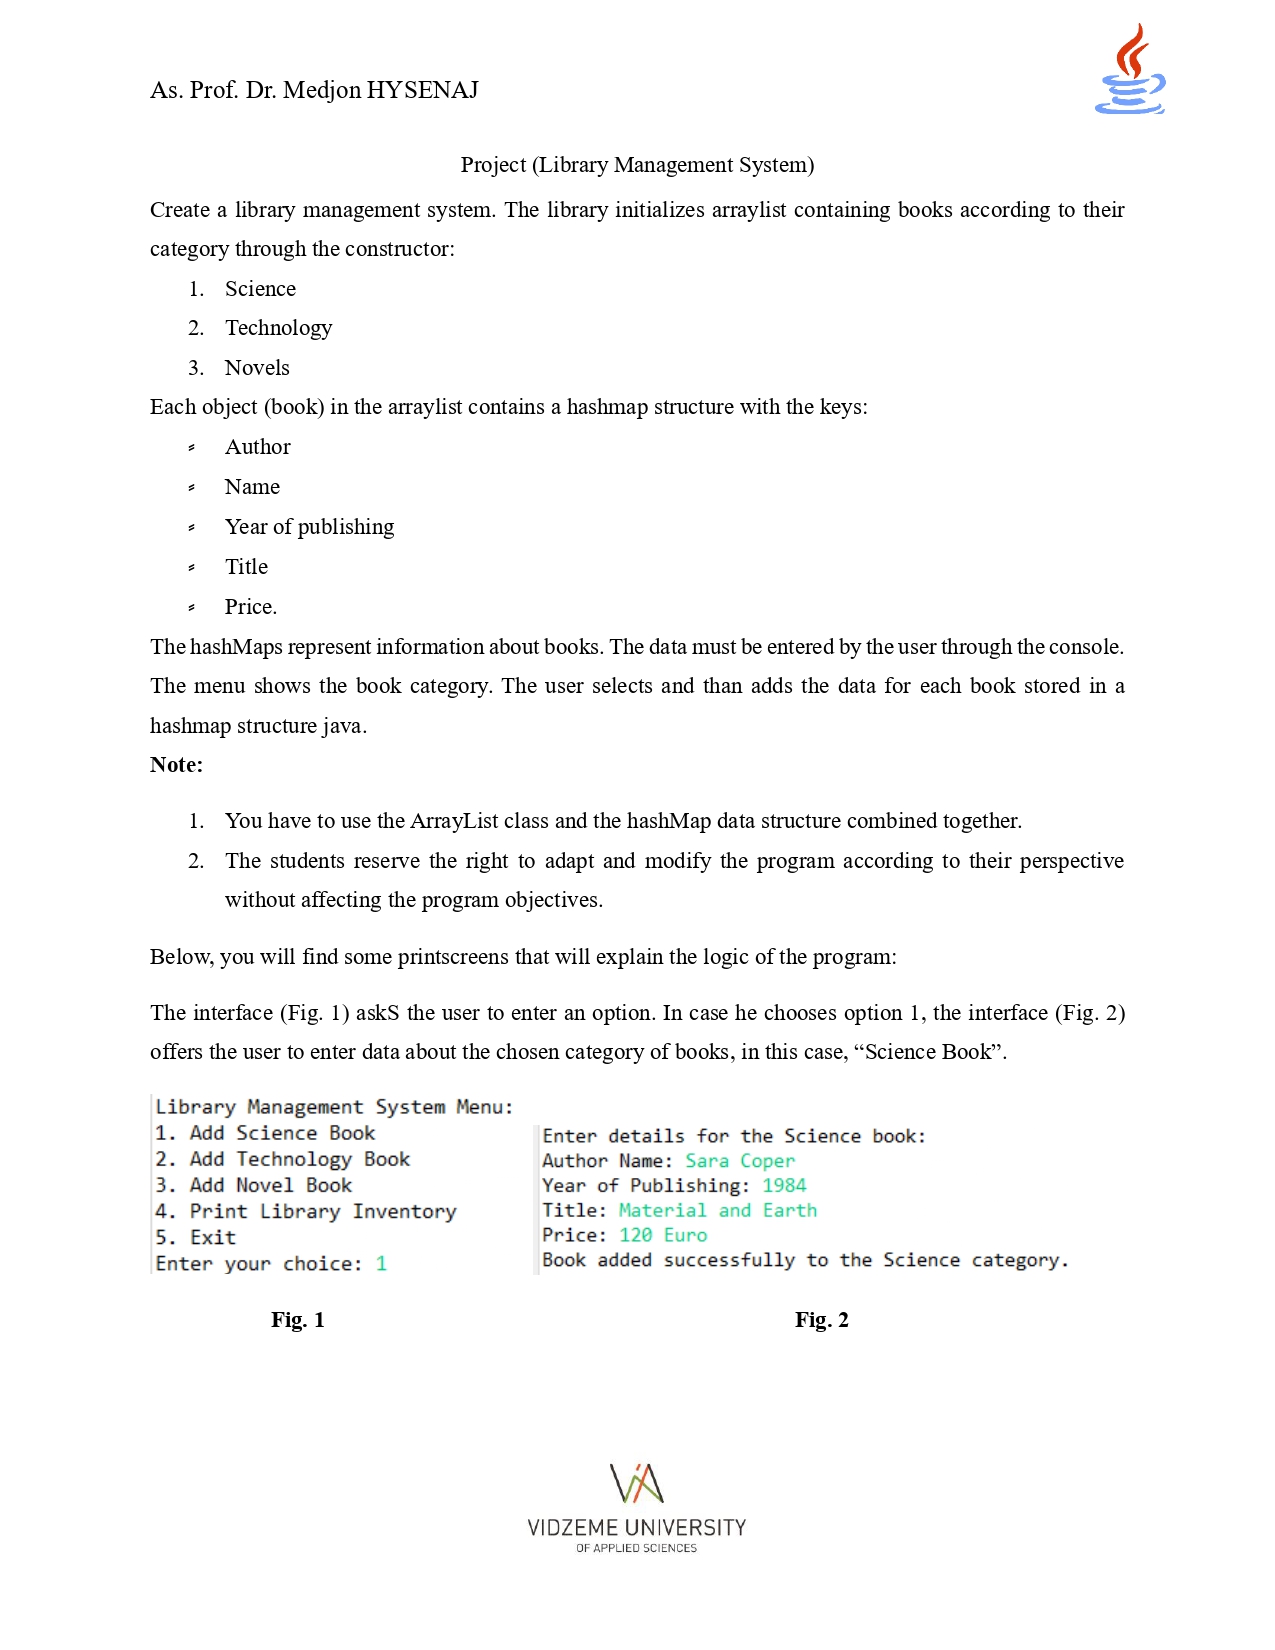 As. Prof. Dr. Medjon HYSENAJ
Project (Library Management System)
Create a library management system. The library initializes arraylist containing books according to their
category through the constructor:
1. Science
2. Technology
3. Novels
Each object (book) in the arraylist contains a hashmap structure with the keys:
Author
Name
Year of publishing
Title
Price.
The hashMaps represent information about books. The data must be entered by the user through the console.
The menu shows the book category. The user selects and than adds the data for each book stored in a
hashmap structure java.
Note:
1. You have to use the ArrayList class and the hashMap data structure combined together.
2. The students reserve the right to adapt and modify the program according to their perspective
without affecting the program objectives.
Below, you will find some printscreens that will explain the logic of the program:
The interface (Fig. 1) askS the user to enter an option. In case he chooses option 1, the interface (Fig. 2)
offers the user to enter data about the chosen category of books, in this case, “Science Book”.
Library Management System Menu:
1. Add Science Book
2. Add Technology Book
3. Add Novel Book
4. Print Library Inventory
5. Exit
Enter your choice: 1
Enter details for the Science book:
Author Name: Sara Coper
Year of Publishing: 1984
Title: Material and Earth
Price: 120 Euro
Book added successfully to the Science category.
Fig. 1
Fig. 2
VIDZEME UNIVERSITY
OF APPLIED SCIENCES